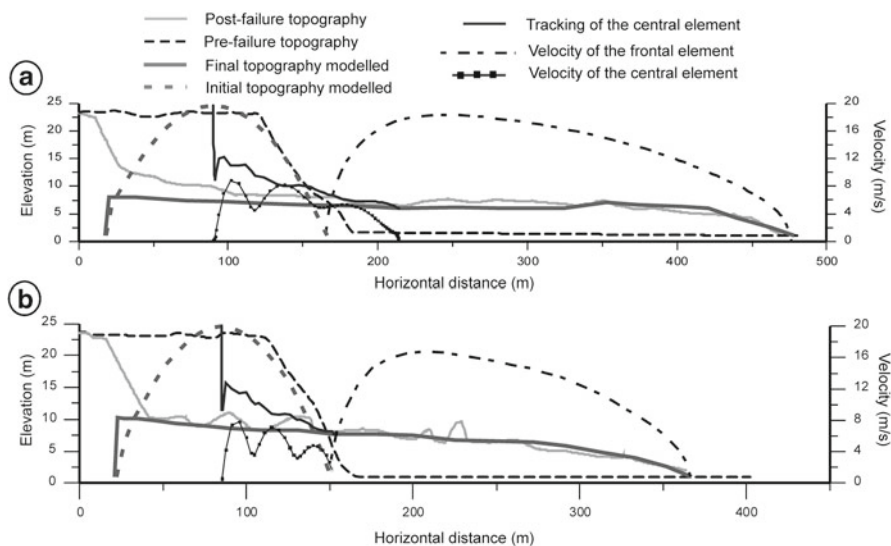 Post-failure topography
Pre-failure topography
Final topography modelled
Initial topography modelled
Tracking of the central element
Velocity of the frontal element
Velocity of the central element
a
25
20
15
10
5
0
Elevation (m)
20
16
12
8
4
0
Velocity (m/s)
0 100 200 300 400 500
Horizontal distance (m)
b
25
20
15
10
5
0
Elevation (m)
20
16
12
8
4
0
Velocity (m/s)
0 100 200 300 400
Horizontal distance (m)